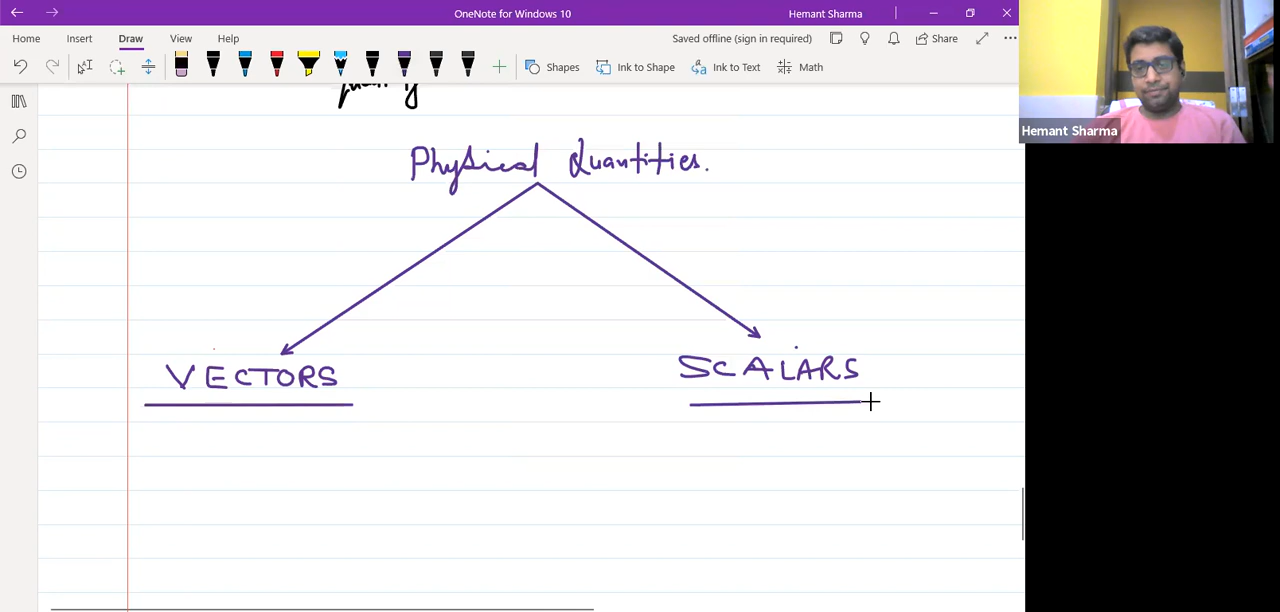 OneNote for Windows 10
Hemant Sharma
Home Insert Draw View Help
Saved offline (sign in required)
Share
Shapes
Ink to Shape
Ink to Text
Math
Hemant Sharma
Physical Quantities.
VECTORS
SCALARS